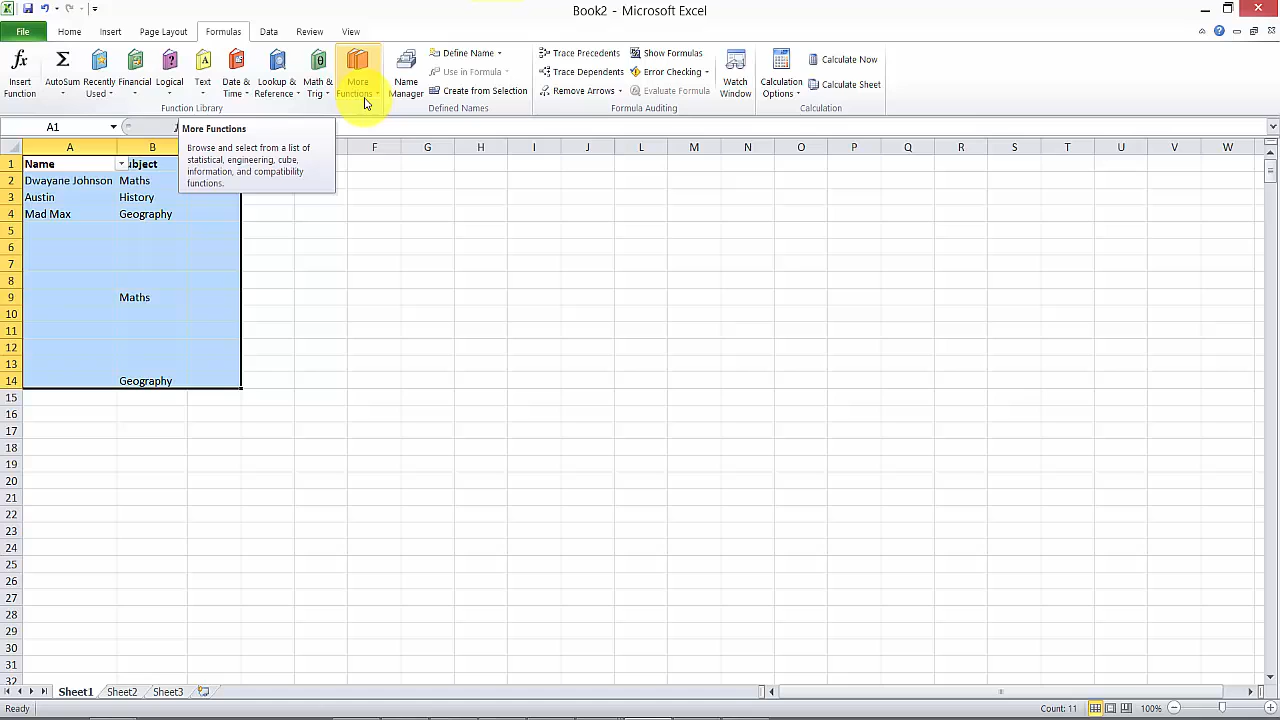 Book2 - Microsoft Excel
File Home Insert Page Layout Formulas Data Review View
Insert Function
AutoSum
Recently Used
Financial
Logical
Text
Date & Time
Lookup & Reference
Math & Trig
More Functions
Name Manager
Define Name
Use in Formula
Create from Selection
Trace Precedents
Trace Dependents
Remove Arrows
Show Formulas
Error Checking
Evaluate Formula
Watch Window
Calculation Options
Calculate Now
Calculate Sheet
Function Library Defined Names Formula Auditing Calculation
A1
More Functions
Browse and select from a list of
statistical, engineering, cube,
information, and compatibility
functions.
A B F G H I J K L M N O P Q R S T U V W
1 Name ubject
2 Dwayane Johnson Maths
3 Austin History
4 Mad Max Geography
5
6
7
8
9 Maths
10
11
12
13
14 Geography
15
16
17
18
19
20
21
22
23
24
25
26
27
28
29
30
31
32
Sheet1 Sheet2 Sheet3
Ready Count: 11 100%